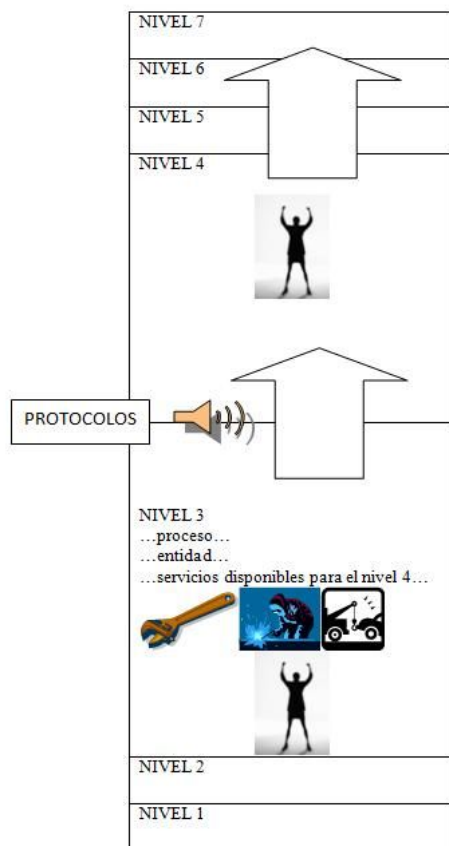 NIVEL 7
NIVEL 6
NIVEL 5
NIVEL 4
PROTOCOLOS
NIVEL 3
…proceso…
…entidad…
…servicios disponibles para el nivel 4…
NIVEL 2
NIVEL 1